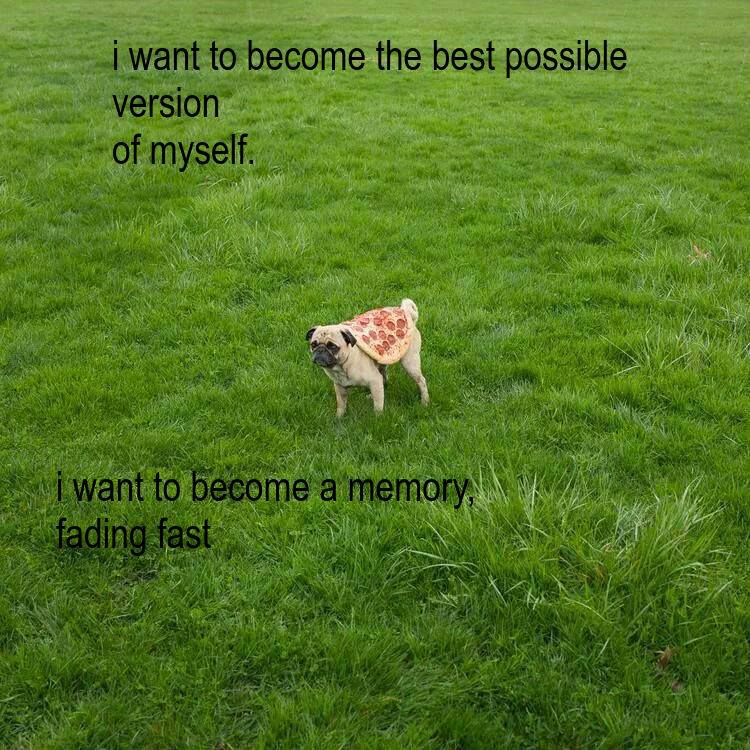 i want to become the best possible
version
of myself.
i want to become a memory,
fading fast